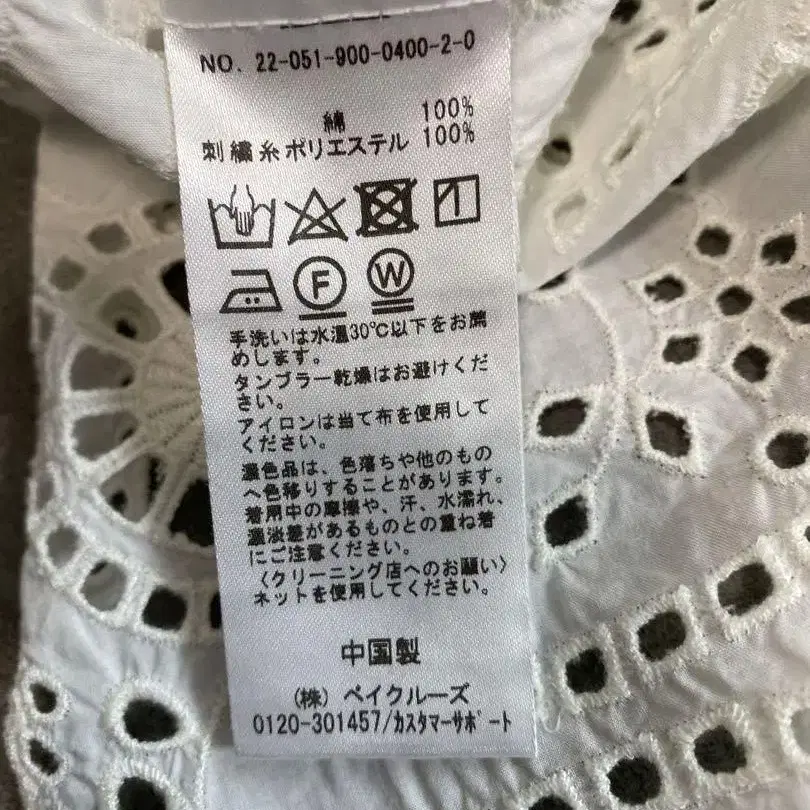 NO. 22-051-900-0400-2-0
綿 100%
刺繍糸ポリエステル 100%
F W
手洗いは水温30℃以下をお薦
めします。
タンブラー乾燥はお避けくだ
さい。
アイロンは当て布を使用して
ください。
濃色品は、色落ちや他のもの
へ色移りすることがあります。
着用中の摩擦や、汗、水濡れ、
濃淡差があるものとの重ね着
にご注意ください。
〈クリーニング店へのお願い〉
ネットを使用してください。
中国製
(株) ベイクルーズ
0120-301457/カスタマーサポート